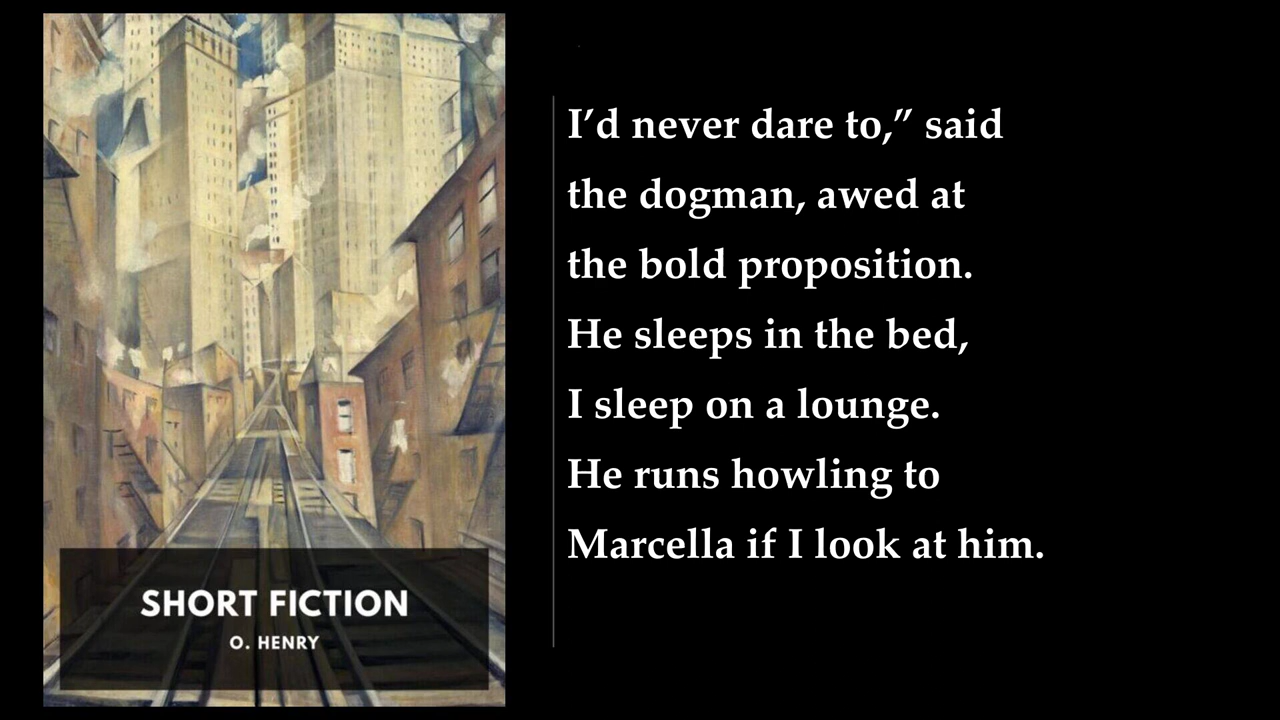 SHORT FICTION
O. HENRY
I’d never dare to,” said
the dogman, awed at
the bold proposition.
He sleeps in the bed,
I sleep on a lounge.
He runs howling to
Marcella if I look at him.